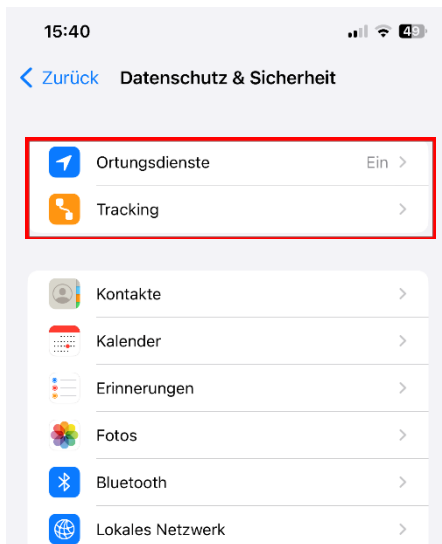 15:40
49
Zurück Datenschutz & Sicherheit
Ortungsdienste Ein
Tracking
Kontakte
Kalender
Erinnerungen
Fotos
Bluetooth
Lokales Netzwerk